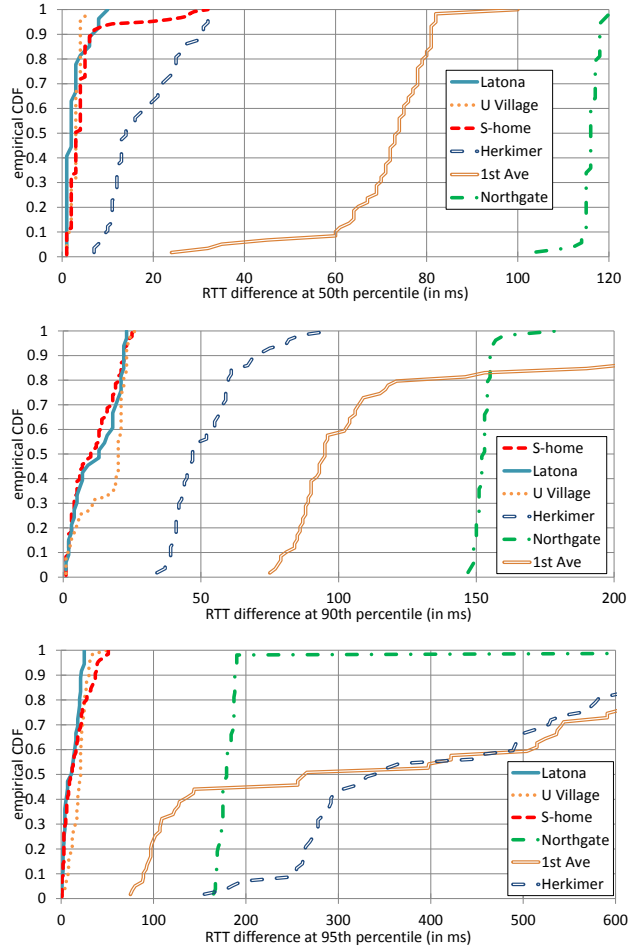 1
0.9
0.8
0.7
0.6
0.5
0.4
0.3
0.2
0.1
0
empirical CDF
Latona
U Village
S-home
Herkimer
1st Ave
Northgate
0 20 40 60 80 100 120
RTT difference at 50th percentile (in ms)
1
0.9
0.8
0.7
0.6
0.5
0.4
0.3
0.2
0.1
0
empirical CDF
S-home
Latona
U Village
Herkimer
Northgate
1st Ave
0 50 100 150 200
RTT difference at 90th percentile (in ms)
1
0.9
0.8
0.7
0.6
0.5
0.4
0.3
0.2
0.1
0
empirical CDF
Latona
U Village
S-home
Northgate
1st Ave
Herkimer
0 100 200 300 400 500 600
RTT difference at 95th percentile (in ms)